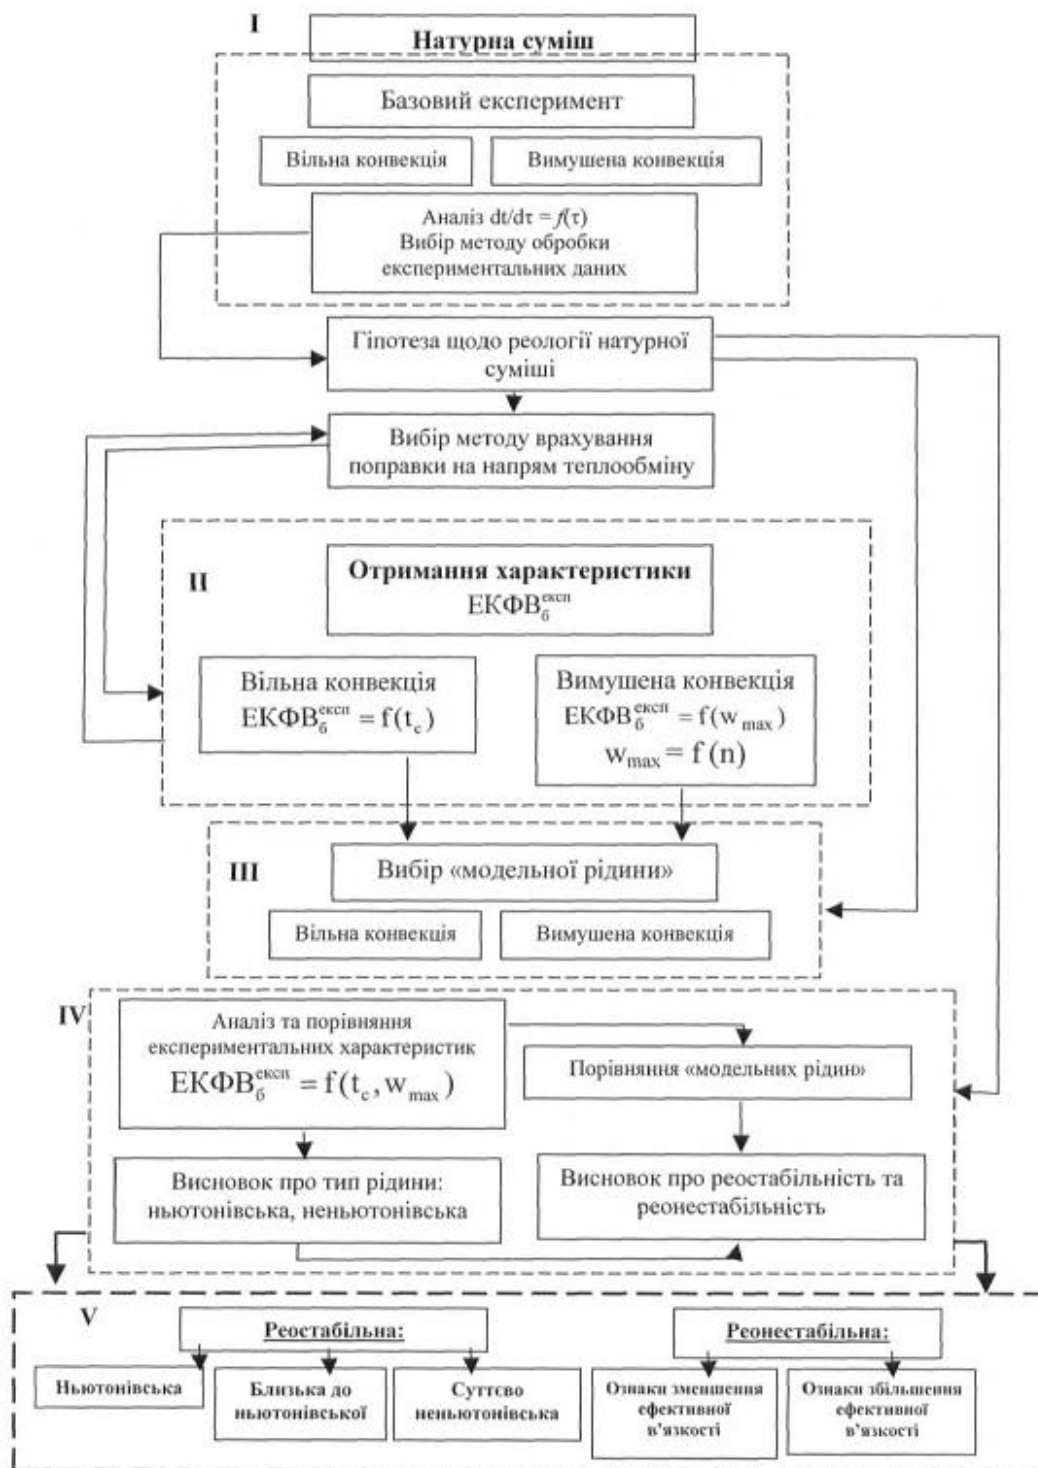 I
Натурна суміш
Базовий експеримент
Вільна конвекція
Вимушена конвекція
Аналіз dt/dτ = f(τ)
Вибір методу обробки
експериментальних даних
Гіпотеза щодо реології натурної
суміші
Вибір методу врахування
поправки на напрям теплообміну
II
Отримання характеристики
ЕКФВ_б^експ
Вільна конвекція
ЕКФВ_б^експ = f(t_c)
Вимушена конвекція
ЕКФВ_б^експ = f(w_max)
w_max = f (n)
III
Вибір «модельної рідини»
Вільна конвекція
Вимушена конвекція
IV
Аналіз та порівняння
експериментальних характеристик
ЕКФВ_б^експ = f(t_c, w_max)
Порівняння «модельних рідин»
Висновок про тип рідини:
ньютонівська, неньютонівська
Висновок про реостабільність та
реонестабільність
V
Реостабільна:
Реонестабільна:
Ньютонівська
Близька до
ньютонівської
Суттєво
неньютонівська
Ознаки зменшення
ефективної
в’язкості
Ознаки збільшення
ефективної
в’язкості